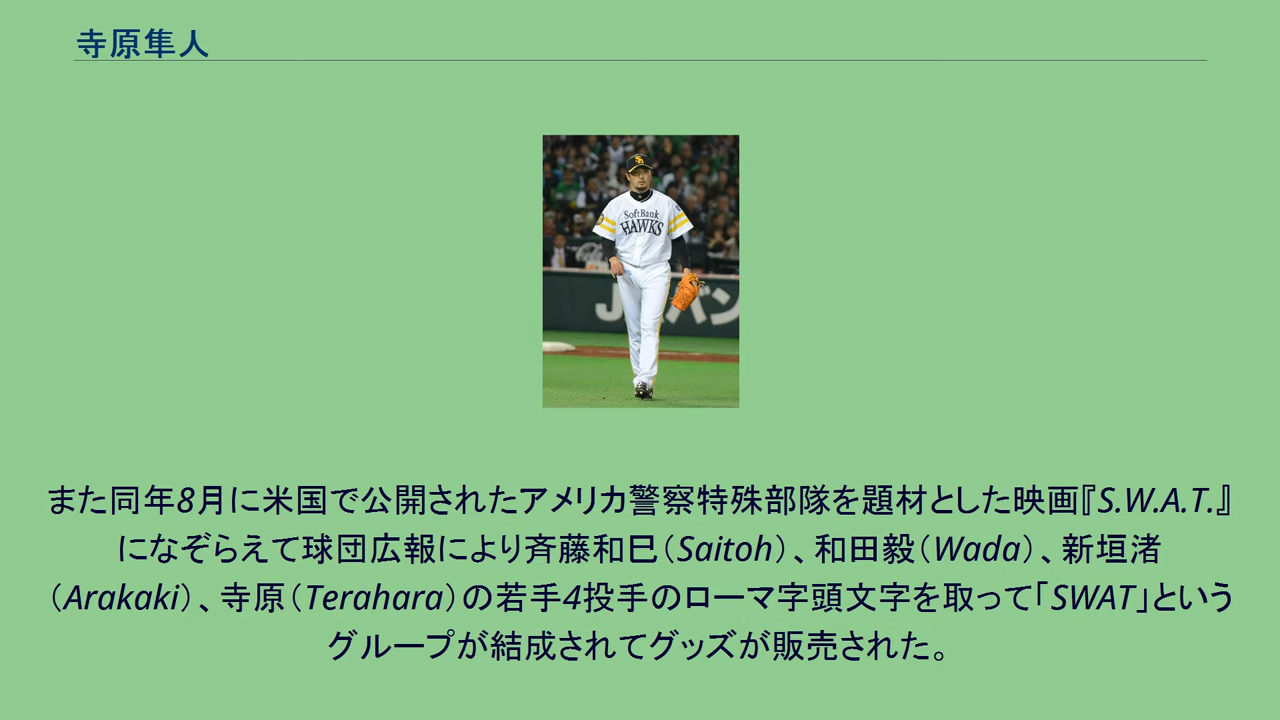 寺原隼人
SoftBank
HAWKS
また同年8月に米国で公開されたアメリカ警察特殊部隊を題材とした映画『S.W.A.T.』
になぞらえて球団広報により斉藤和巳（Saitoh）、和田毅（Wada）、新垣渚
（Arakaki）、寺原（Terahara）の若手4投手のローマ字頭文字を取って「SWAT」という
グループが結成されてグッズが販売された。